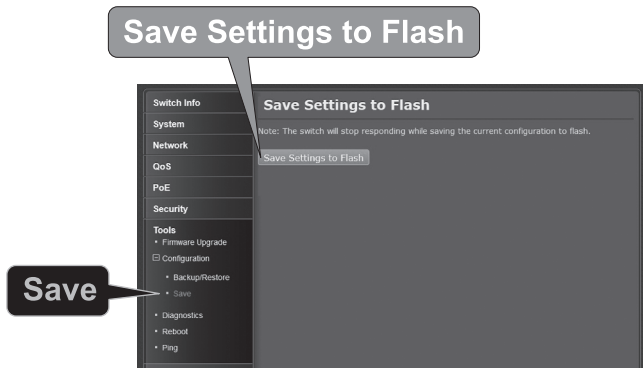 Save Settings to Flash
Switch Info
System
Network
QoS
PoE
Security
Tools
• Firmware Upgrade
Configuration
• Backup/Restore
• Save
• Diagnostics
• Reboot
• Ping
Save Settings to Flash
Note: The switch will stop responding while saving the current configuration to flash.
Save Settings to Flash
Save